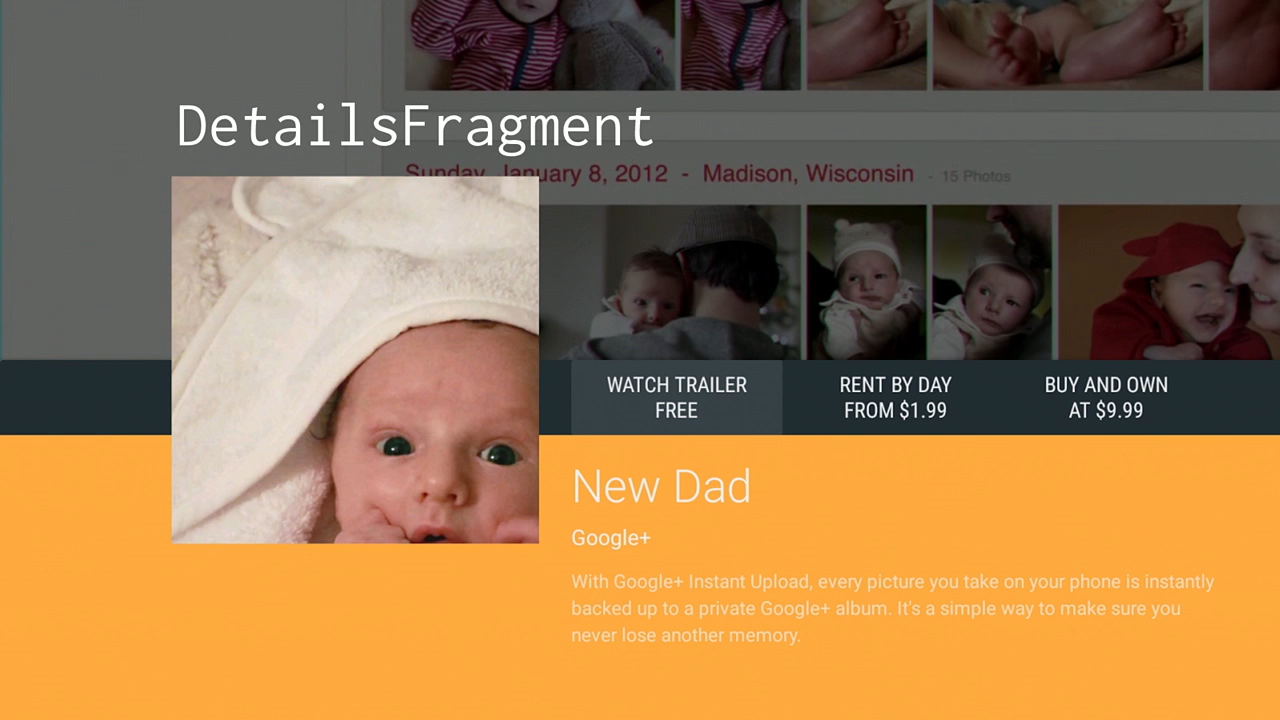 DetailsFragment
Sunday, January 8, 2012 - Madison, Wisconsin - 15 Photos
WATCH TRAILER
FREE
RENT BY DAY
FROM $1.99
BUY AND OWN
AT $9.99
New Dad
Google+
With Google+ Instant Upload, every picture you take on your phone is instantly
backed up to a private Google+ album. It's a simple way to make sure you
never lose another memory.